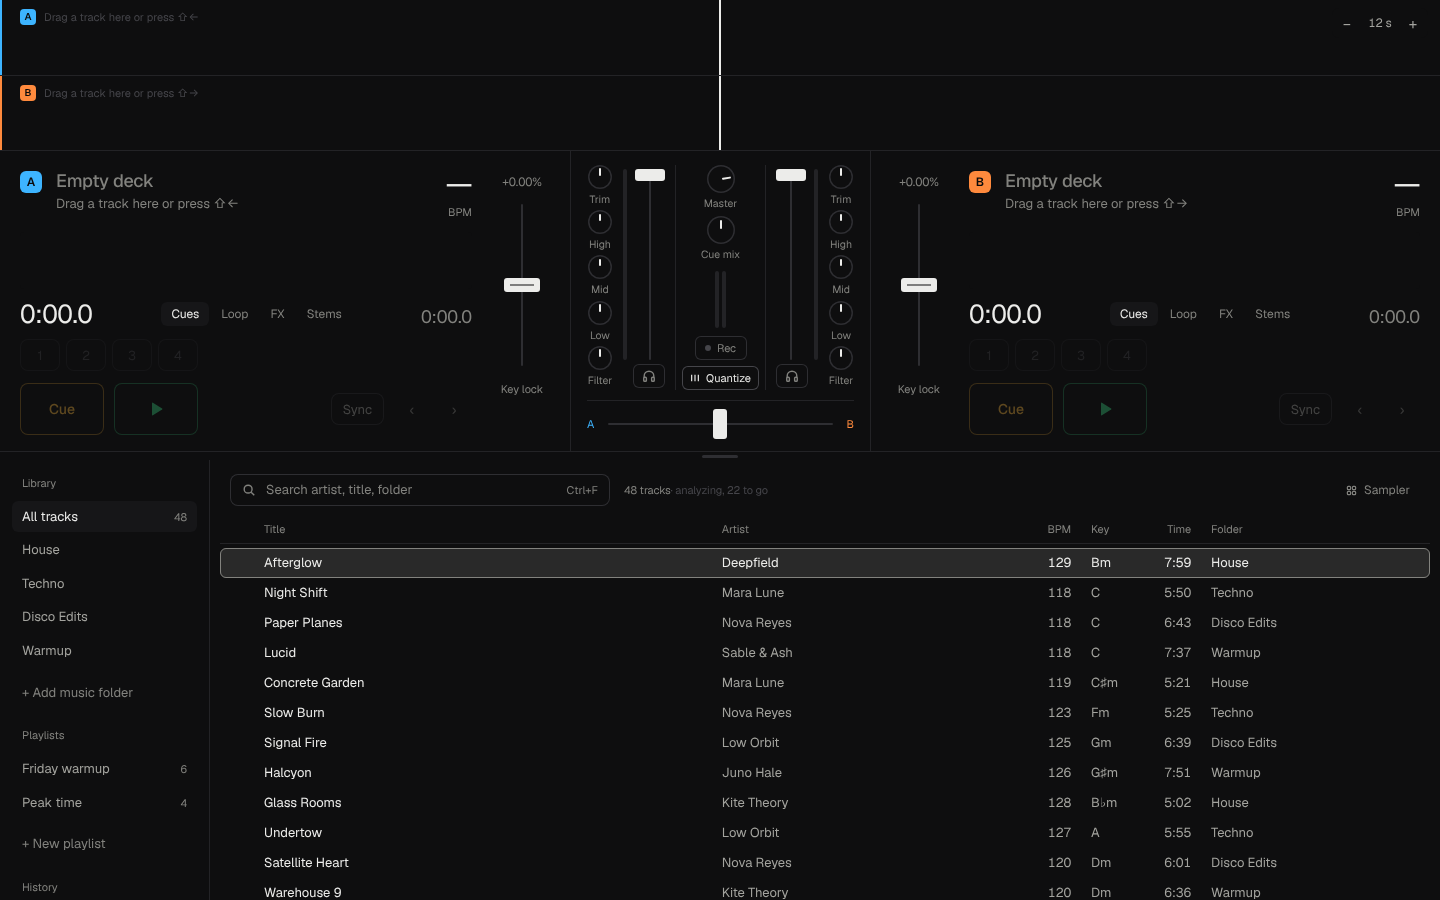 A Drag a track here or press ⇧←
− 12 s +
B Drag a track here or press ⇧→
A Empty deck
Drag a track here or press ⇧←
— BPM
+0.00%
Key lock
0:00.0 Cues Loop FX Stems 0:00.0
1 2 3 4
Cue Sync ‹ ›
Trim
High
Mid
Low
Filter
Master
Cue mix
Rec
Quantize
Trim
High
Mid
Low
Filter
A B
+0.00%
Key lock
B Empty deck
Drag a track here or press ⇧→
— BPM
0:00.0 Cues Loop FX Stems 0:00.0
1 2 3 4
Cue Sync ‹ ›
Library
All tracks 48
House
Techno
Disco Edits
Warmup
+ Add music folder
Playlists
Friday warmup 6
Peak time 4
+ New playlist
History
Search artist, title, folder Ctrl+F
48 tracks · analyzing, 22 to go
Sampler
Title Artist BPM Key Time Folder
Afterglow Deepfield 129 Bm 7:59 House
Night Shift Mara Lune 118 C 5:50 Techno
Paper Planes Nova Reyes 118 C 6:43 Disco Edits
Lucid Sable & Ash 118 C 7:37 Warmup
Concrete Garden Mara Lune 119 C♯m 5:21 House
Slow Burn Nova Reyes 123 Fm 5:25 Techno
Signal Fire Low Orbit 125 Gm 6:39 Disco Edits
Halcyon Juno Hale 126 G♯m 7:51 Warmup
Glass Rooms Kite Theory 128 B♭m 5:02 House
Undertow Low Orbit 127 A 5:55 Techno
Satellite Heart Nova Reyes 120 Dm 6:01 Disco Edits
Warehouse 9 Kite Theory 120 Dm 6:36 Warmup